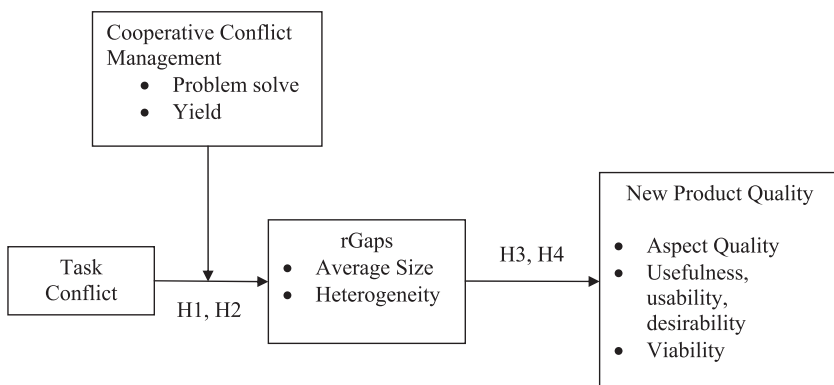 Cooperative Conflict
Management
● Problem solve
● Yield
Task
Conflict
H1, H2
rGaps
● Average Size
● Heterogeneity
H3, H4
New Product Quality
● Aspect Quality
● Usefulness,
usability,
desirability
● Viability